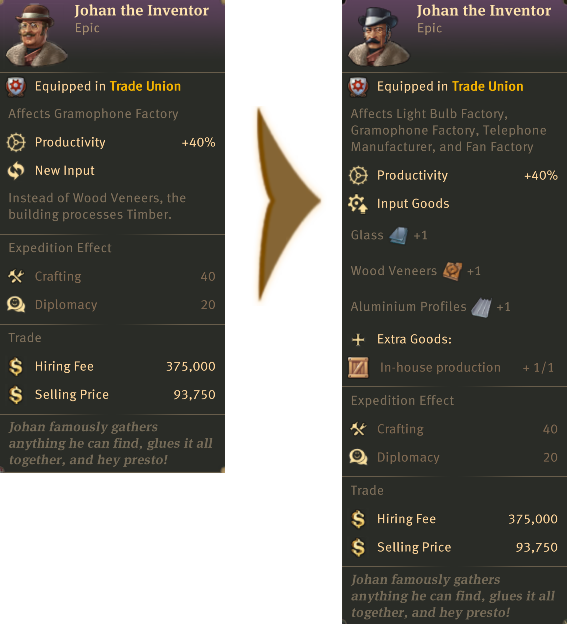 Johan the Inventor
Epic
Equipped in Trade Union
Affects Gramophone Factory
Productivity +40%
New Input
Instead of Wood Veneers, the
building processes Timber.
Expedition Effect
Crafting 40
Diplomacy 20
Trade
Hiring Fee 375,000
Selling Price 93,750
Johan famously gathers
anything he can find, glues it all
together, and hey presto!
Johan the Inventor
Epic
Equipped in Trade Union
Affects Light Bulb Factory,
Gramophone Factory, Telephone
Manufacturer, and Fan Factory
Productivity +40%
Input Goods
Glass +1
Wood Veneers +1
Aluminium Profiles +1
Extra Goods:
In-house production + 1/1
Expedition Effect
Crafting 40
Diplomacy 20
Trade
Hiring Fee 375,000
Selling Price 93,750
Johan famously gathers
anything he can find, glues it all
together, and hey presto!